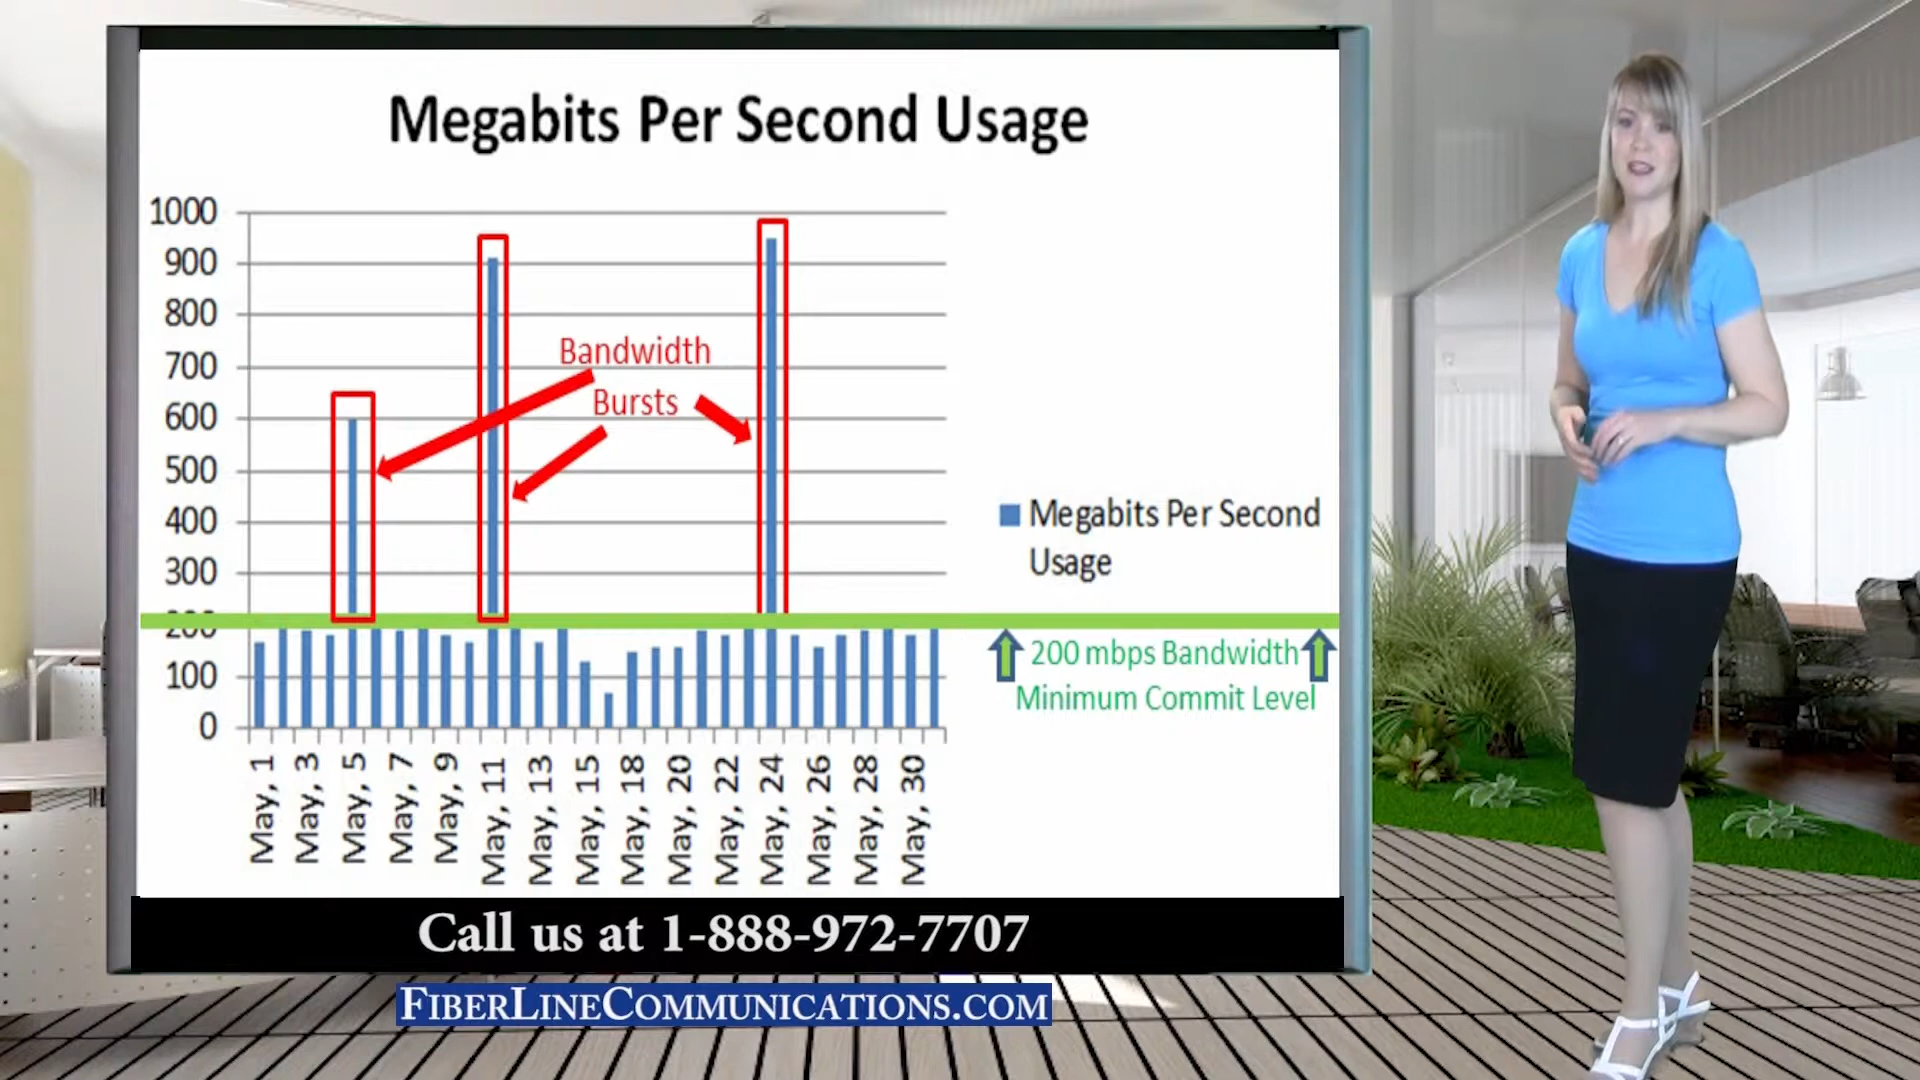 Megabits Per Second Usage
1000
900
800
700
600
500
400
300
200
100
0
Bandwidth
Bursts
Megabits Per Second
Usage
200 mbps Bandwidth
Minimum Commit Level
May, 1
May, 3
May, 5
May, 7
May, 9
May, 11
May, 13
May, 15
May, 18
May, 20
May, 22
May, 24
May, 26
May, 28
May, 30
Call us at 1-888-972-7707
FIBERLINECOMMUNICATIONS.COM